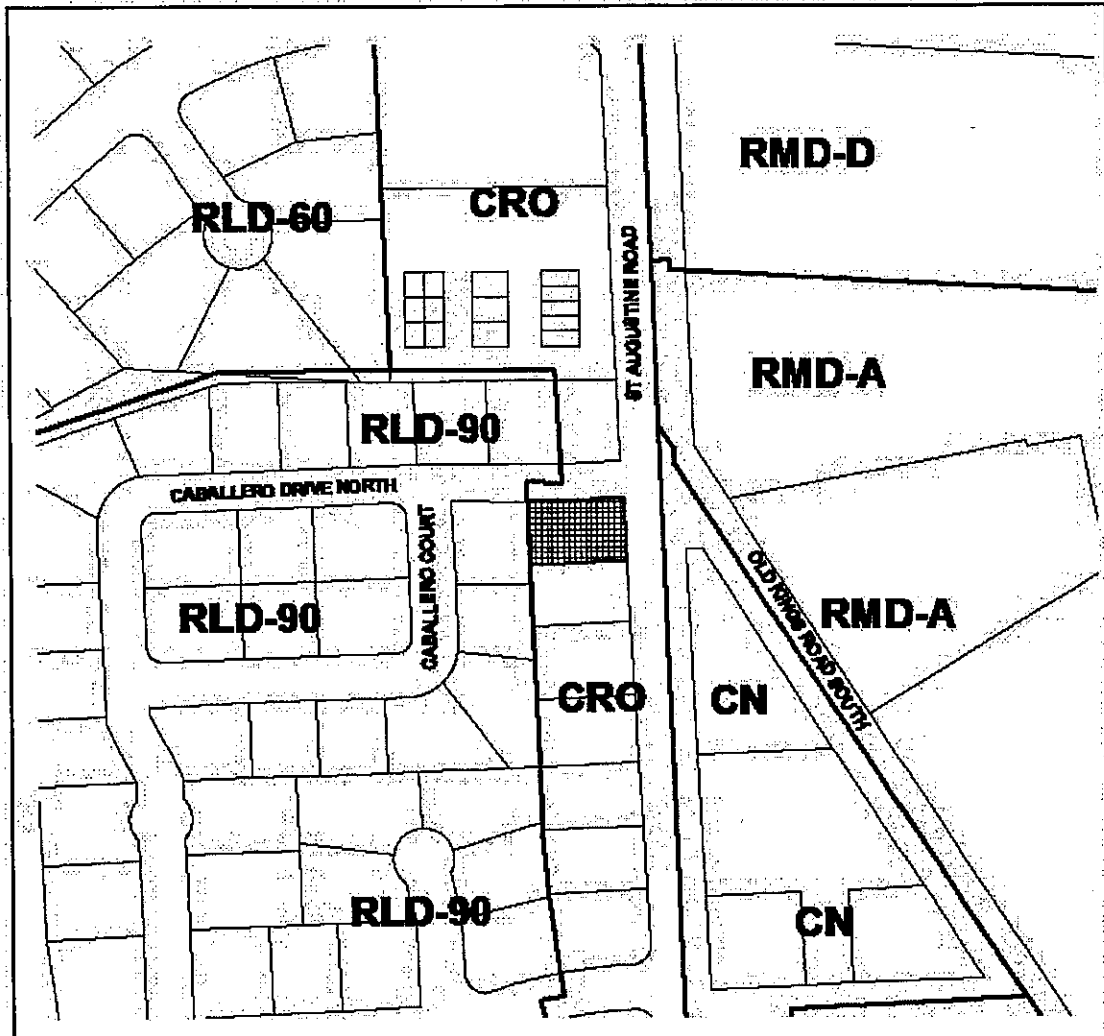 RMD-D
CRO
RLD-60
ST AUGUSTINE ROAD
RMD-A
RLD-90
CABALLERO DRIVE NORTH
CABALLERO COURT
OLD KINGS ROAD SOUTH
RLD-90
RMD-A
CRO
CN
RLD-90
CN